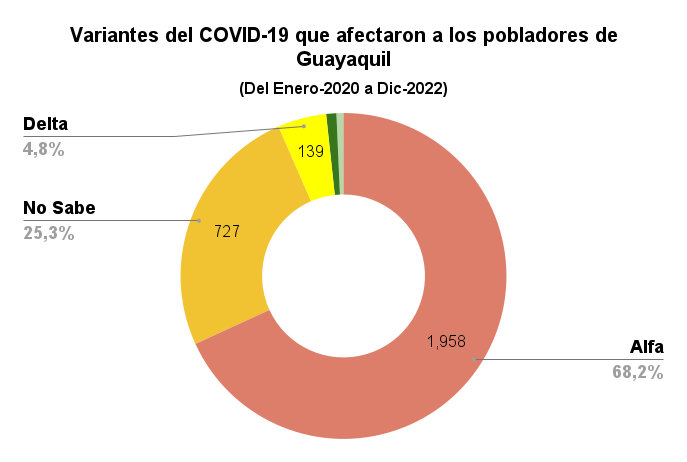 Variantes del COVID-19 que afectaron a los pobladores de
Guayaquil
(Del Enero-2020 a Dic-2022)
Delta
4,8%
139
No Sabe
25,3%
727
1,958
Alfa
68,2%